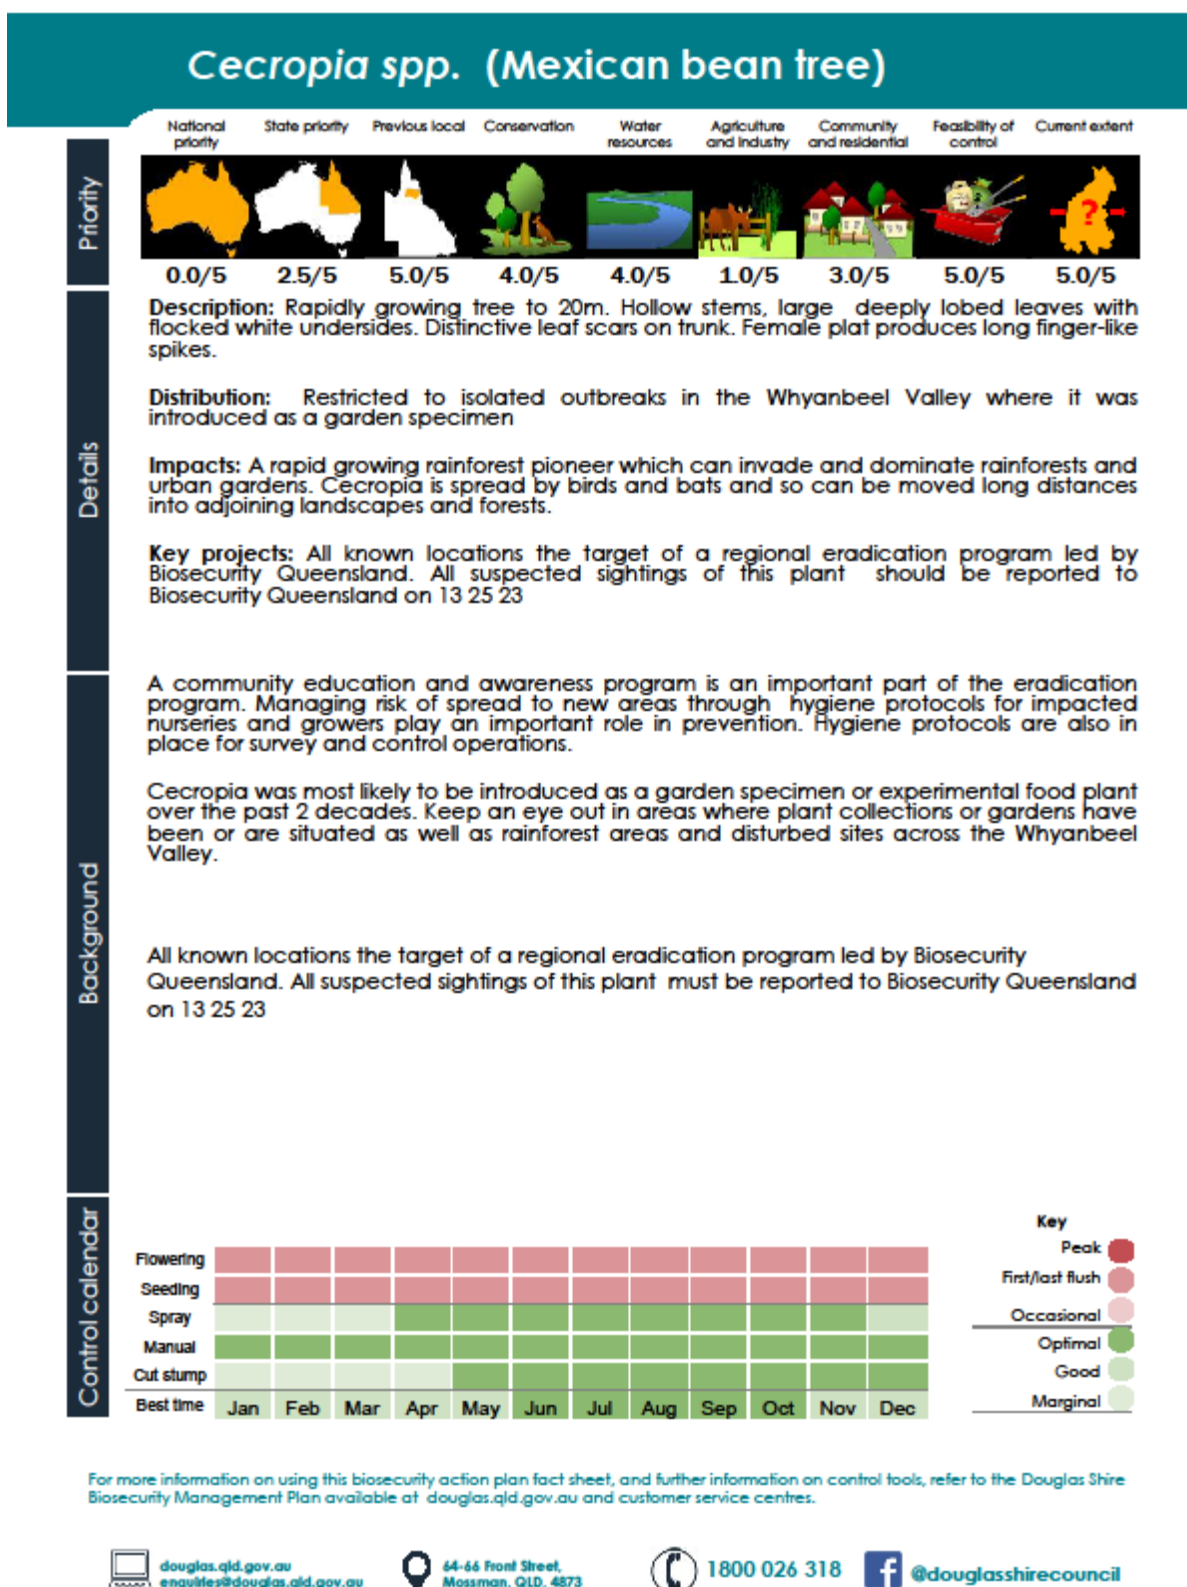 Cecropia spp. (Mexican bean tree)
National priority
State priority
Previous local
Conservation
Water resources
Agriculture and industry
Community and residential
Feasibility of control
Current extent
Priority
?
0.0/5 2.5/5 5.0/5 4.0/5 4.0/5 1.0/5 3.0/5 5.0/5 5.0/5
Details
Description: Rapidly growing tree to 20m. Hollow stems, large deeply lobed leaves with
flocked white undersides. Distinctive leaf scars on trunk. Female plat produces long finger-like
spikes.
Distribution: Restricted to isolated outbreaks in the Whyanbeel Valley where it was
introduced as a garden specimen
Impacts: A rapid growing rainforest pioneer which can invade and dominate rainforests and
urban gardens. Cecropia is spread by birds and bats and so can be moved long distances
into adjoining landscapes and forests.
Key projects: All known locations the target of a regional eradication program led by
Biosecurity Queensland. All suspected sightings of this plant should be reported to
Biosecurity Queensland on 13 25 23
Background
A community education and awareness program is an important part of the eradication
program. Managing risk of spread to new areas through hygiene protocols for impacted
nurseries and growers play an important role in prevention. Hygiene protocols are also in
place for survey and control operations.
Cecropia was most likely to be introduced as a garden specimen or experimental food plant
over the past 2 decades. Keep an eye out in areas where plant collections or gardens have
been or are situated as well as rainforest areas and disturbed sites across the Whyanbeel
Valley.
All known locations the target of a regional eradication program led by Biosecurity
Queensland. All suspected sightings of this plant must be reported to Biosecurity Queensland
on 13 25 23
Control calendar
Flowering
Seeding
Spray
Manual
Cut stump
Best time Jan Feb Mar Apr May Jun Jul Aug Sep Oct Nov Dec
Key
Peak
First/last flush
Occasional
Optimal
Good
Marginal
For more information on using this biosecurity action plan fact sheet, and further information on control tools, refer to the Douglas Shire
Biosecurity Management Plan available at douglas.qld.gov.au and customer service centres.
douglas.qld.gov.au
enquiries@douglas.qld.gov.au
64-66 Front Street,
Mossman, QLD, 4873
1800 026 318
f
@douglasshirecouncil